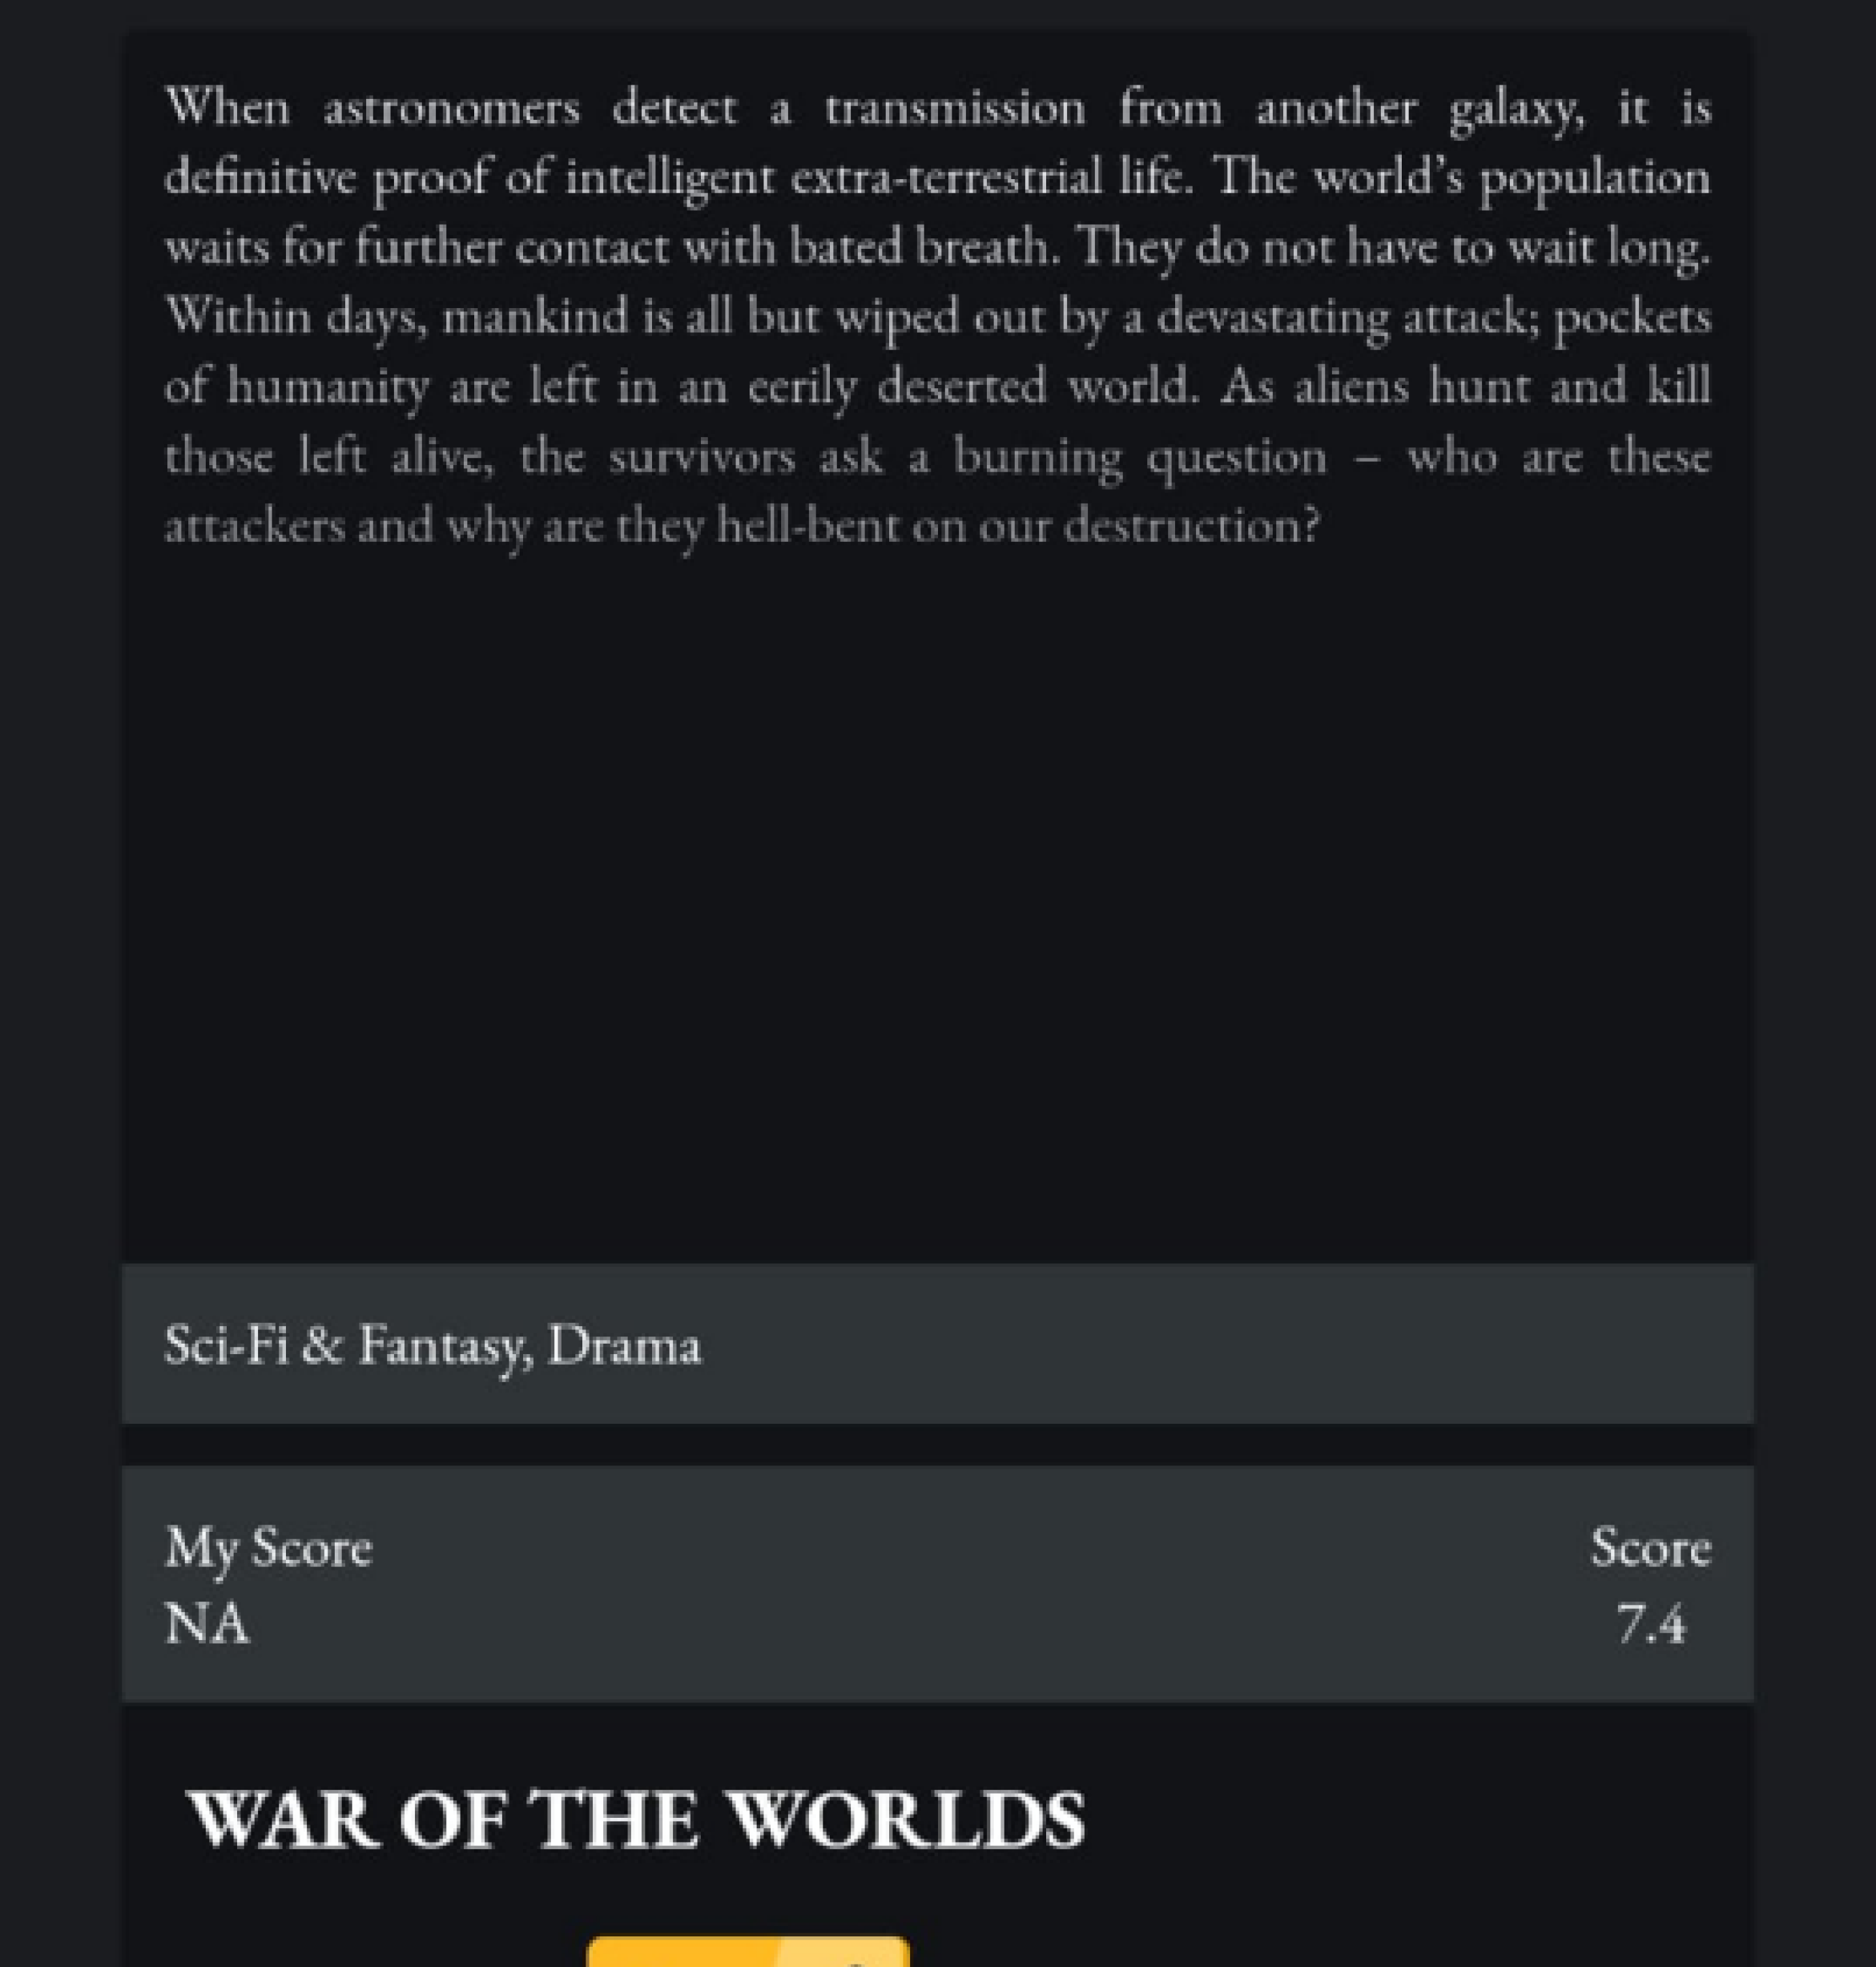 When astronomers detect a transmission from another galaxy, it is
definitive proof of intelligent extra-terrestrial life. The world’s population
waits for further contact with bated breath. They do not have to wait long.
Within days, mankind is all but wiped out by a devastating attack; pockets
of humanity are left in an eerily deserted world. As aliens hunt and kill
those left alive, the survivors ask a burning question – who are these
attackers and why are they hell-bent on our destruction?
Sci-Fi & Fantasy, Drama
My Score Score
NA 7.4
WAR OF THE WORLDS